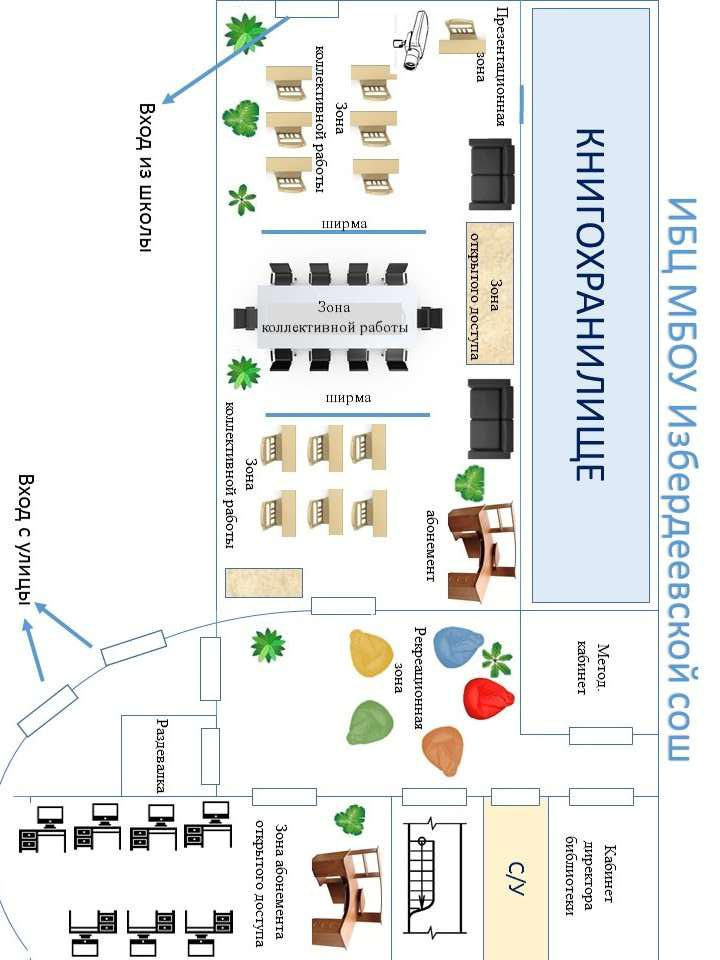 ИБЦ МБОУ Избердеевской сош
КНИГОХРАНИЛИЩЕ
Презентационная
зона
Зона
коллективной работы
Вход из школы
ширма
Зона
открытого доступа
Зона
коллективной работы
ширма
Зона
коллективной работы
абонемент
Вход с улицы
Рекреационная
зона
Метод.
кабинет
Раздевалка
Зона абонемента
открытого доступа
С/У
Кабинет
директора
библиотеки